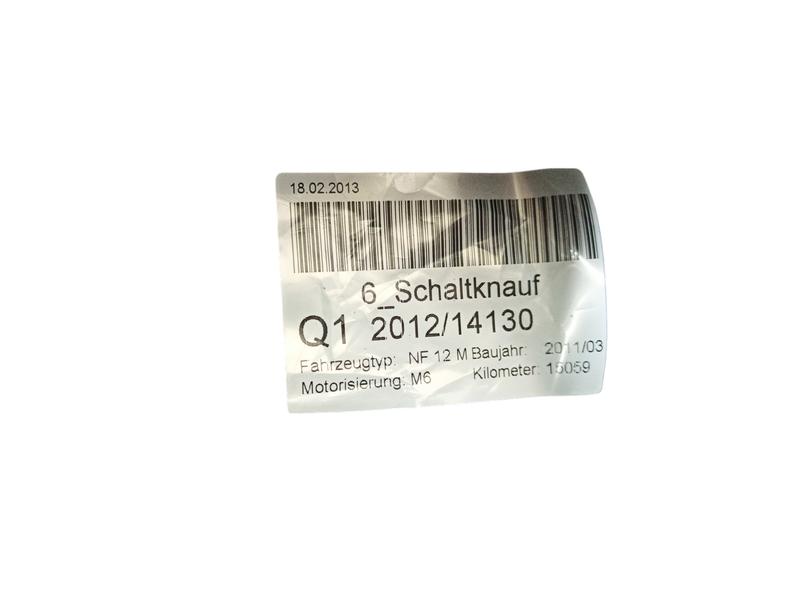 18.02.2013
6_Schaltknauf
Q1 2012/14130
Fahrzeugtyp: NF 12 M Baujahr: 2011/03
Motorisierung: M6 Kilometer: 15059